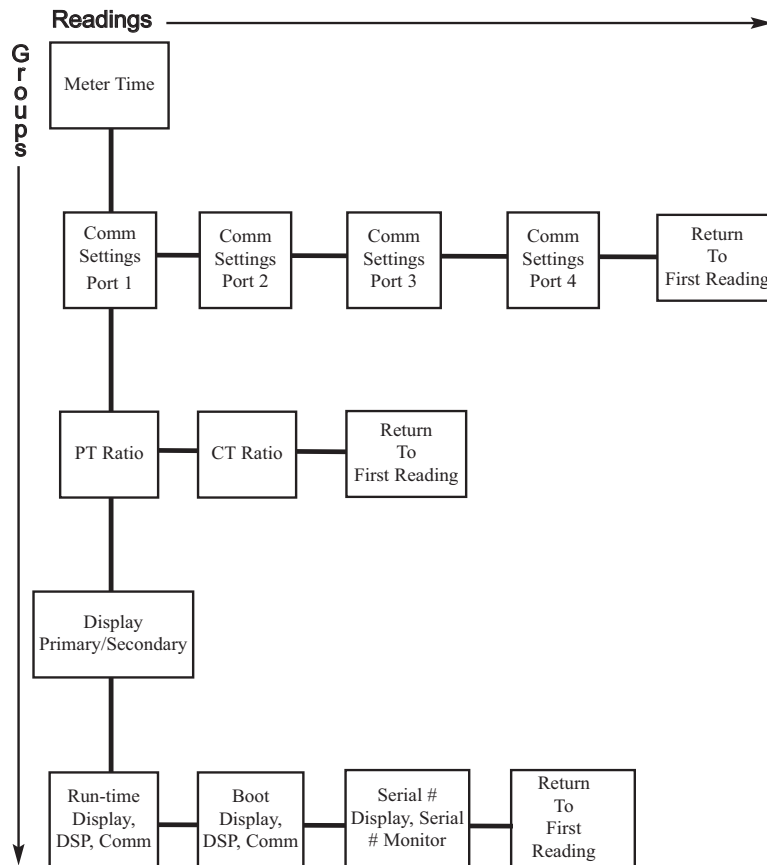 Readings
Groups
Meter Time
Comm
Settings
Port 1
Comm
Settings
Port 2
Comm
Settings
Port 3
Comm
Settings
Port 4
Return
To
First Reading
PT Ratio
CT Ratio
Return
To
First Reading
Display
Primary/Secondary
Run-time
Display,
DSP, Comm
Boot
Display,
DSP, Comm
Serial #
Display, Serial
# Monitor
Return
To
First
Reading